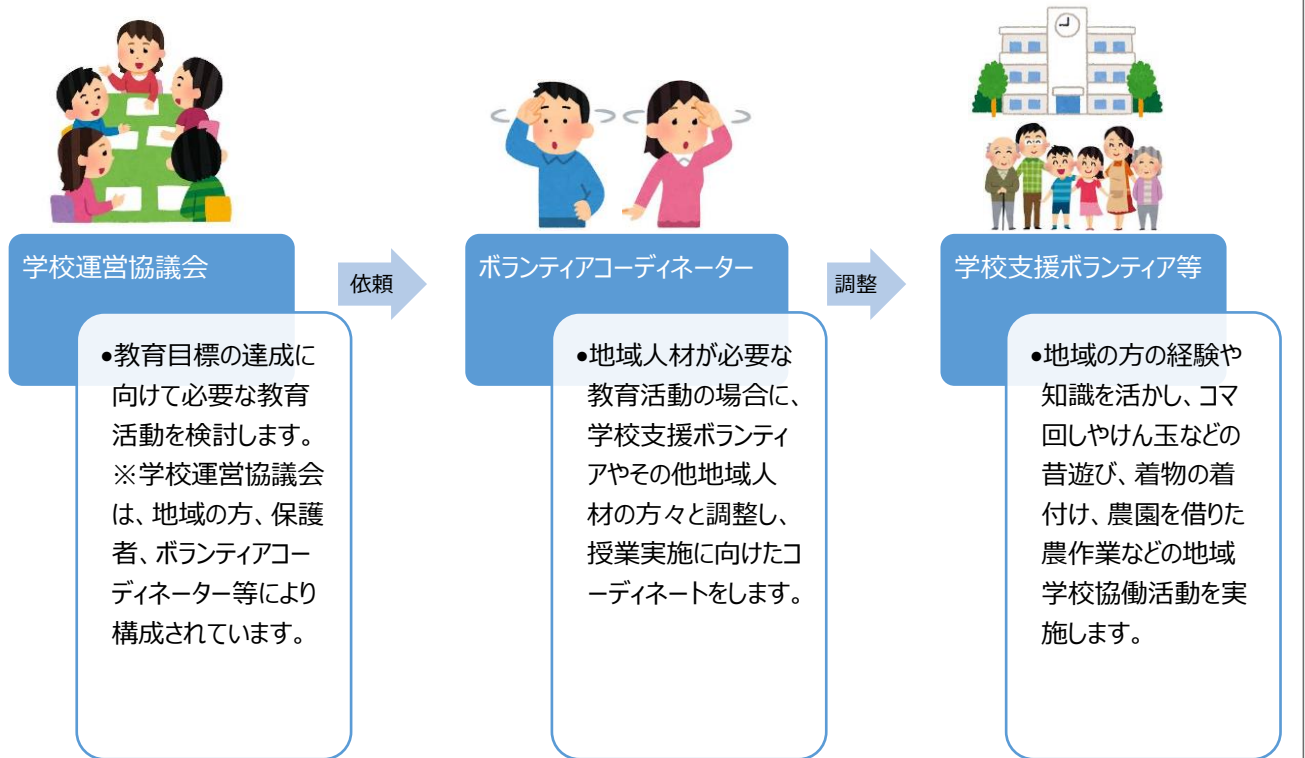 学校運営協議会
●教育目標の達成に
向けて必要な教育
活動を検討します。
※学校運営協議会
は、地域の方、保護
者、ボランティアコー
ディネーター等により
構成されています。
依頼
ボランティアコーディネーター
●地域人材が必要な
教育活動の場合に、
学校支援ボランティ
アやその他地域人
材の方々と調整し、
授業実施に向けたコ
ーディネートをします。
調整
学校支援ボランティア等
●地域の方の経験や
知識を活かし、コマ
回しやけん玉などの
昔遊び、着物の着
付け、農園を借りた
農作業などの地域
学校協働活動を実
施します。